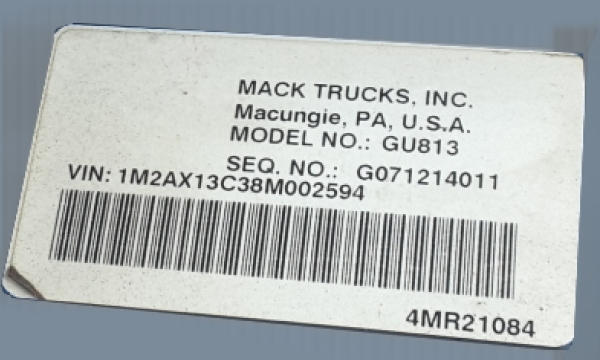 MACK TRUCKS, INC.
Macungie, PA, U.S.A.
MODEL NO.: GU813
SEQ. NO.: G071214011
VIN: 1M2AX13C38M002594
4MR21084